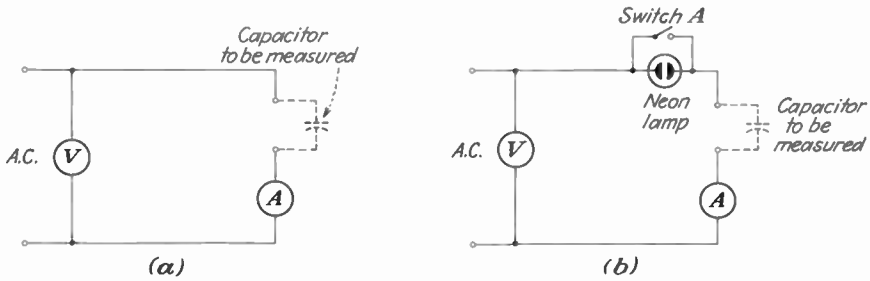 Capacitor
to be measured
A.C.
V
A
(a)
Switch A
Neon
lamp
Capacitor
to be
measured
A.C.
V
A
(b)